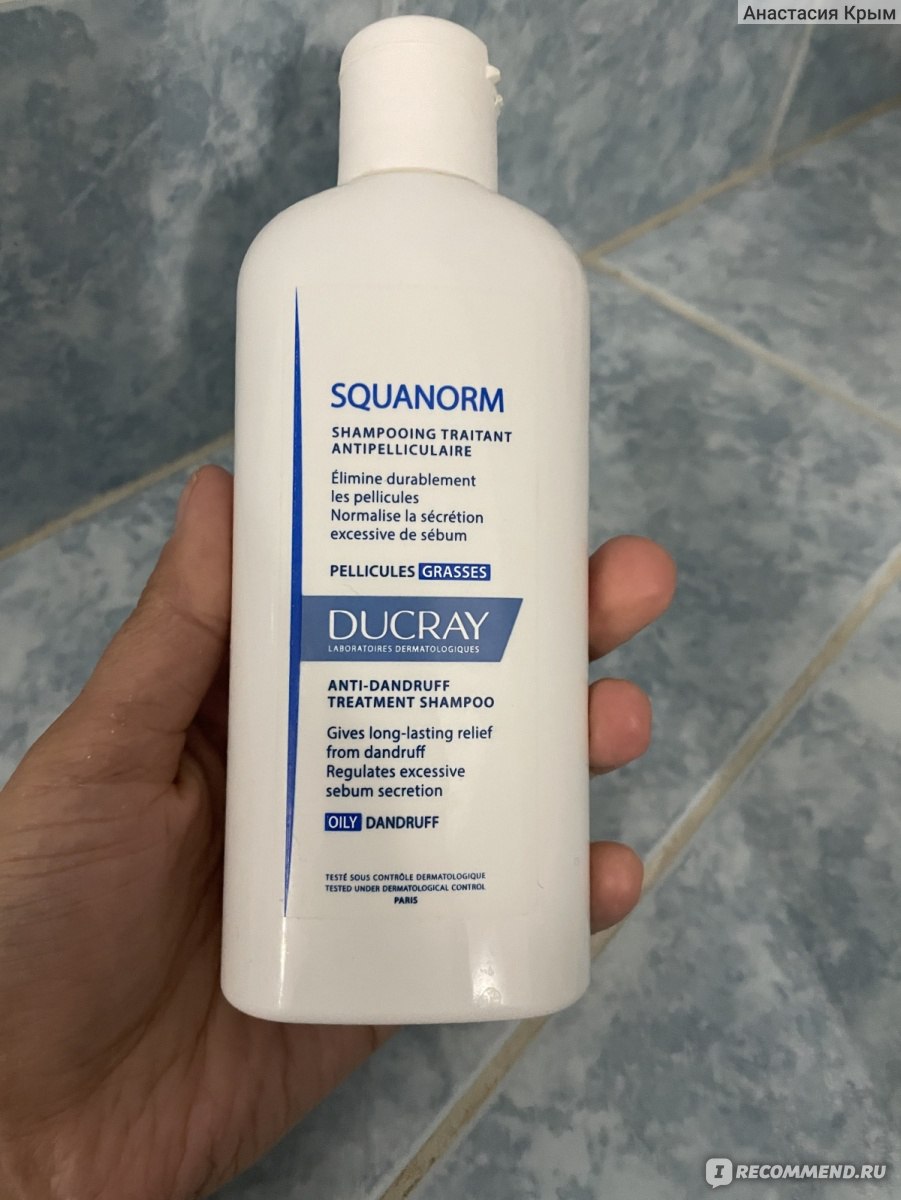 Анастасия Крым
SQUANORM
SHAMPOOING TRAITANT
ANTIPELLICULAIRE
Élimine durablement
les pellicules
Normalise la sécrétion
excessive de sébum
PELLICULES GRASSES
DUCRAY
LABORATOIRES DERMATOLOGIQUES
ANTI-DANDRUFF
TREATMENT SHAMPOO
Gives long-lasting relief
from dandruff
Regulates excessive
sebum secretion
OILY DANDRUFF
TESTÉ SOUS CONTRÔLE DERMATOLOGIQUE
TESTED UNDER DERMATOLOGICAL CONTROL
PARIS
IRECOMMEND.RU